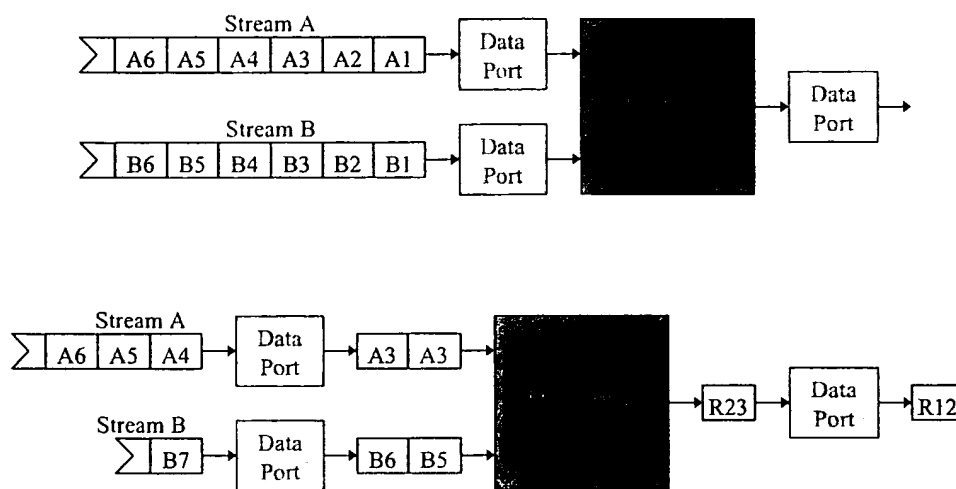 Stream A
A6 A5 A4 A3 A2 A1
Data
Port
Stream B
B6 B5 B4 B3 B2 B1
Data
Port
Data
Port
Stream A
A6 A5 A4
Data
Port
A3 A3
Stream B
B7
Data
Port
B6 B5
R23
Data
Port
R12